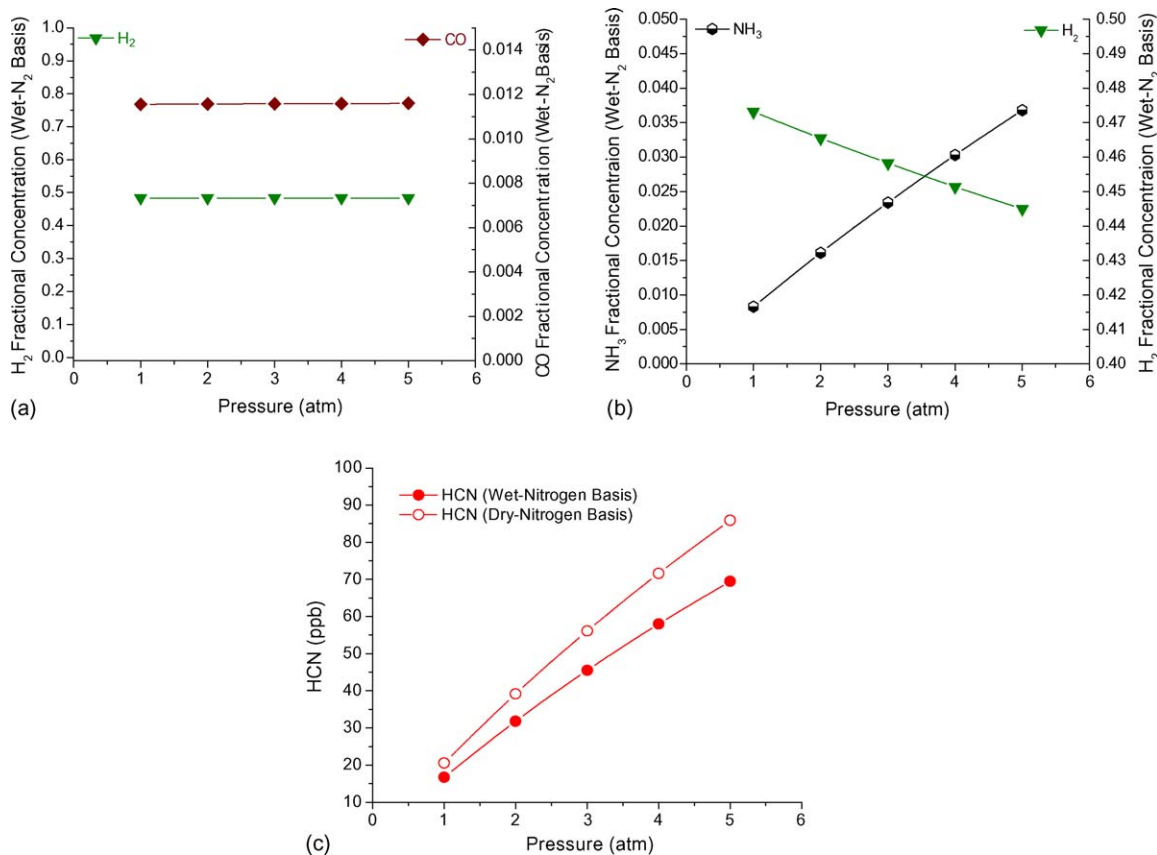 H₂ CO
1.0
0.9
0.8
0.7
0.6
0.5
0.4
0.3
0.2
0.1
0.0
H₂ Fractional Concentration (Wet-N₂ Basis)
0.014
0.012
0.010
0.008
0.006
0.004
0.002
0.000
CO Fractional Concentration (Wet-N₂Basis)
0 1 2 3 4 5 6
Pressure (atm)
(a)
NH₃ H₂
0.050
0.045
0.040
0.035
0.030
0.025
0.020
0.015
0.010
0.005
0.000
NH₃ Fractional Concentraion (Wet-N₂ Basis)
0.50
0.49
0.48
0.47
0.46
0.45
0.44
0.43
0.42
0.41
0.40
H₂ Fractional Concentration (Wet-N₂ Basis)
0 1 2 3 4 5 6
Pressure (atm)
(b)
HCN (Wet-Nitrogen Basis)
HCN (Dry-Nitrogen Basis)
100
90
80
70
60
50
40
30
20
10
HCN (ppb)
0 1 2 3 4 5 6
Pressure (atm)
(c)